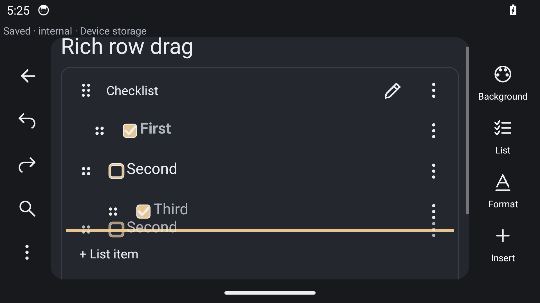 5:25
Saved · internal · Device storage
Rich row drag
Checklist
First
Second
Third
Second
+ List item
Background
List
Format
Insert